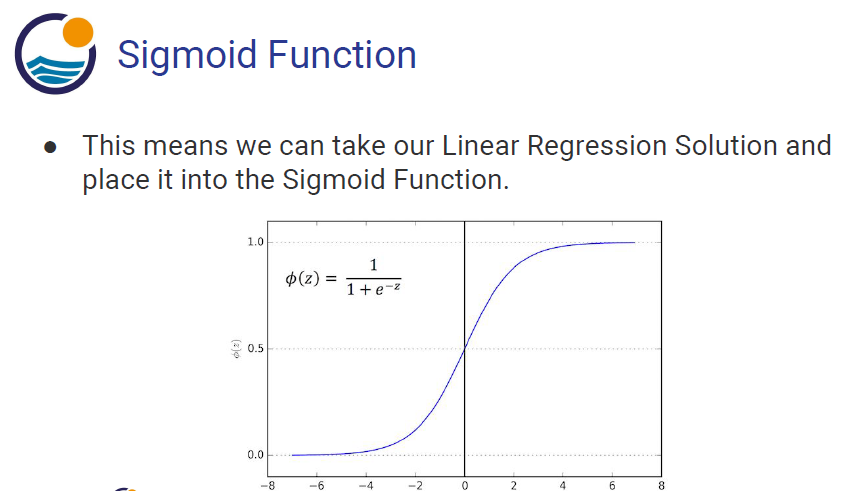 Sigmoid Function
● This means we can take our Linear Regression Solution and
place it into the Sigmoid Function.
1.0
ϕ(z) = 1 / 1 + e^−z
ϕ(z)
0.5
0.0
−8 −6 −4 −2 0 2 4 6 8